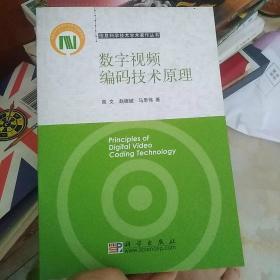 信息科学技术学术著作丛书
数字视频
编码技术原理
高 文 赵德斌 马思伟 著
Principles of
Digital Video
Coding Technology
科学出版社